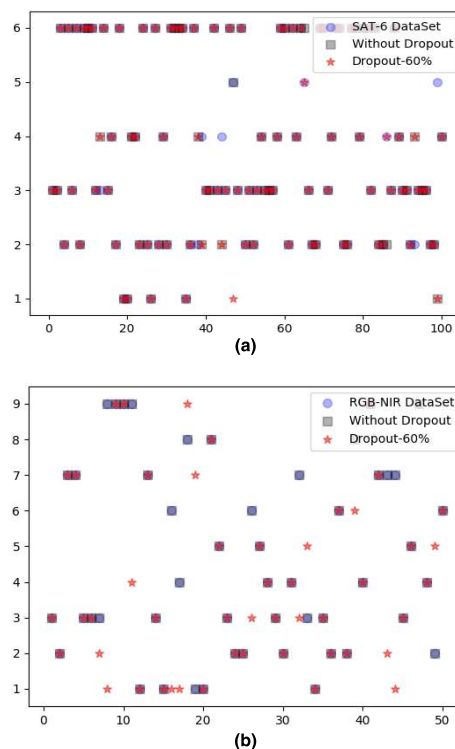 6
SAT-6 DataSet
Without Dropout
Dropout-60%
5
4
3
2
1
0 20 40 60 80 100
(a)
9
RGB-NIR DataSet
Without Dropout
Dropout-60%
8
7
6
5
4
3
2
1
0 10 20 30 40 50
(b)